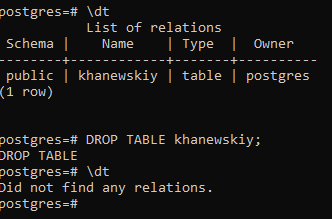 postgres=# \dt
List of relations
Schema | Name | Type | Owner
--------+------------+-------+----------
public | khanewskiy | table | postgres
(1 row)
postgres=# DROP TABLE khanewskiy;
DROP TABLE
postgres=# \dt
Did not find any relations.
postgres=#